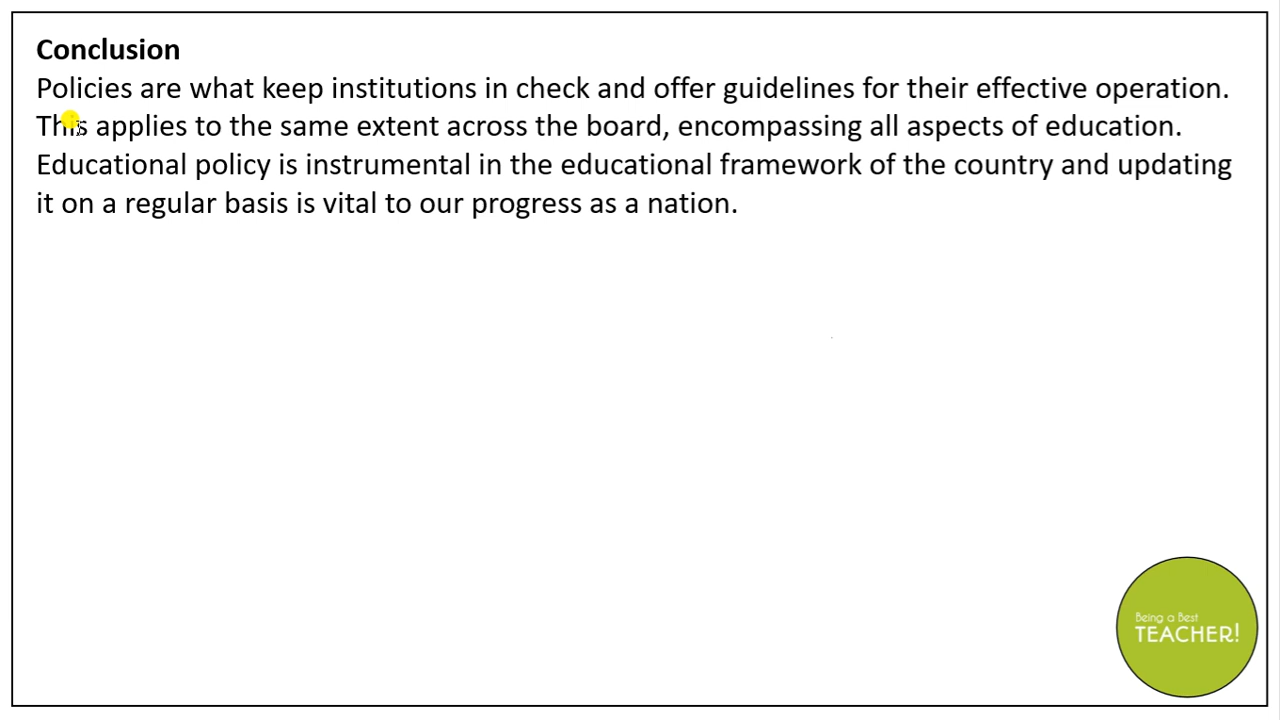 Conclusion
Policies are what keep institutions in check and offer guidelines for their effective operation.
This applies to the same extent across the board, encompassing all aspects of education.
Educational policy is instrumental in the educational framework of the country and updating
it on a regular basis is vital to our progress as a nation.
Being a Best
TEACHER!